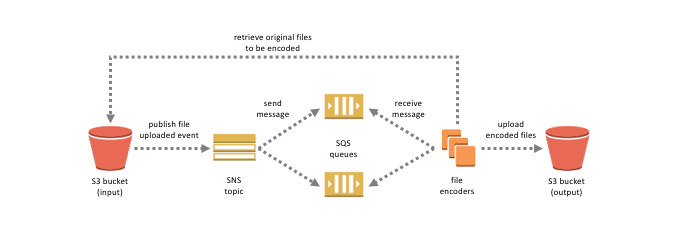 retrieve original files
to be encoded
publish file
uploaded event
send
message
receive
message
upload
encoded files
S3 bucket
(input)
SNS
topic
SQS
queues
file
encoders
S3 bucket
(output)